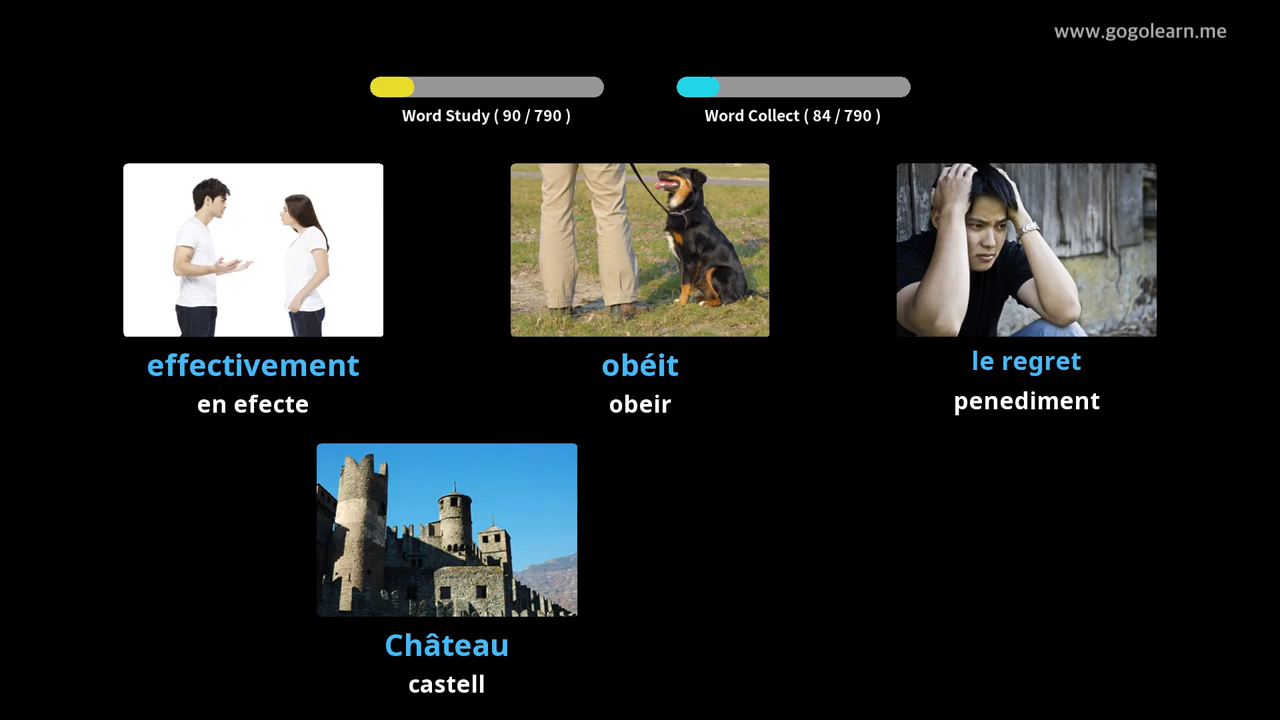 www.gogolearn.me
Word Study ( 90 / 790 )
Word Collect ( 84 / 790 )
effectivement
en efecte
obéit
obeir
le regret
penediment
Château
castell